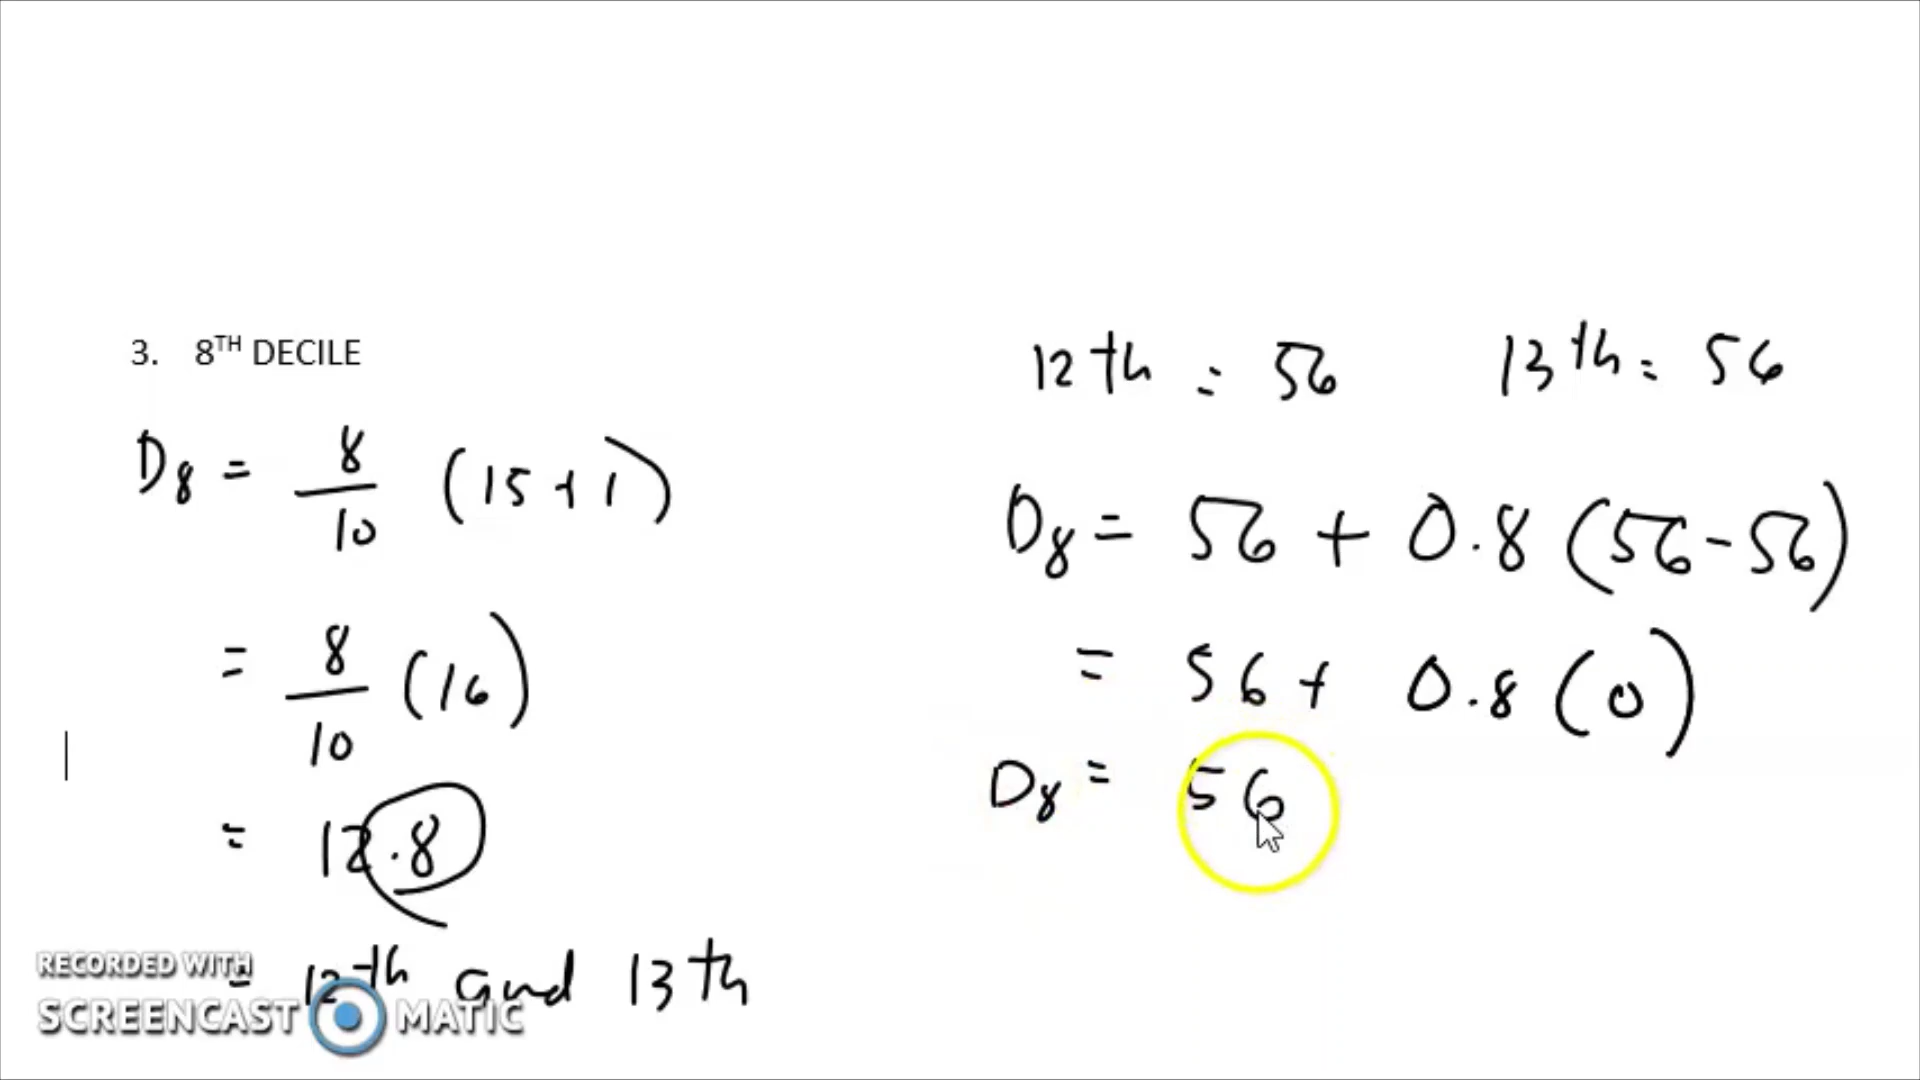 3. 8TH DECILE
D8 = 8/10 (15+1)
= 8/10 (16)
= 12.8
= 12th and 13th
12th = 56 13th = 56
D8 = 56 + 0.8 (56-56)
= 56 + 0.8 (0)
D8 = 56
RECORDED WITH
SCREENCAST MATIC